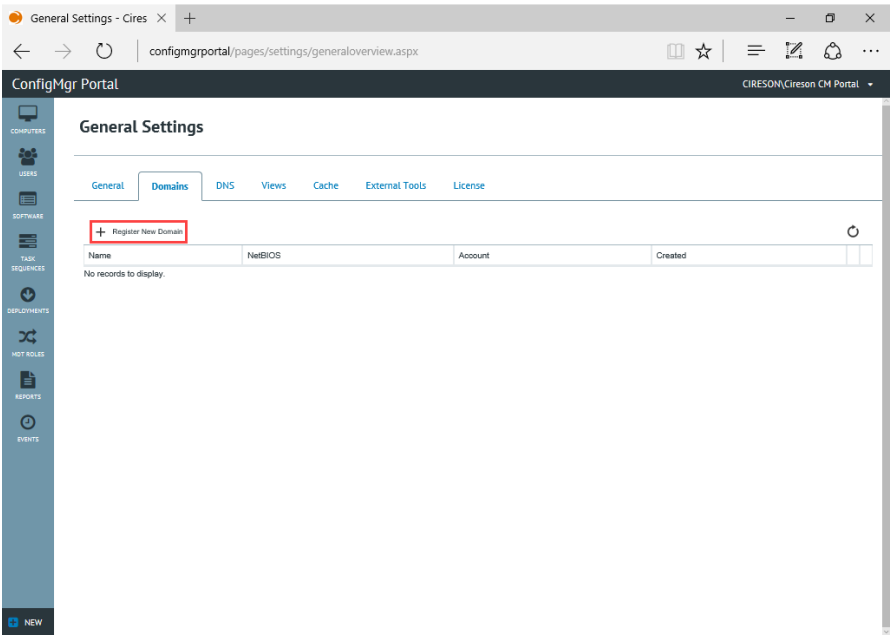 General Settings - Cires
configmgrportal/pages/settings/generaloverview.aspx
ConfigMgr Portal
CIRESON\Cireson CM Portal
COMPUTERS
USERS
SOFTWARE
TASK
SEQUENCES
DEPLOYMENTS
MDT ROLES
REPORTS
EVENTS
NEW
General Settings
General Domains DNS Views Cache External Tools License
Register New Domain
Name NetBIOS Account Created
No records to display.